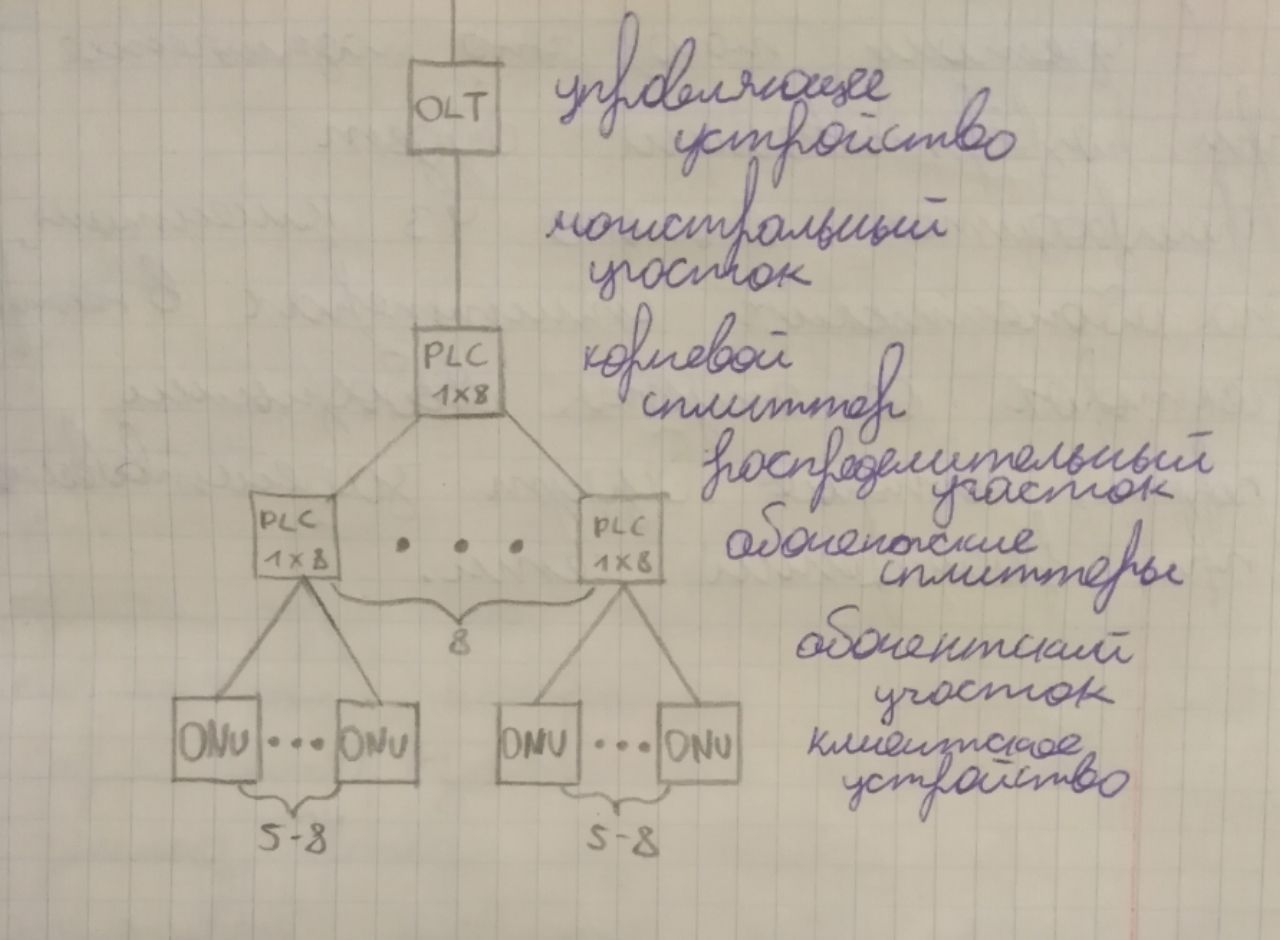 OLT
управляющее
устройство
магистральный
участок
PLC
1×8
корневой
сплиттер
распределительный
участок
PLC
1×8
PLC
1×8
абонентские
сплиттеры
8
абонентский
участок
ONU ... ONU
ONU ... ONU
клиентское
устройство
5-8
5-8